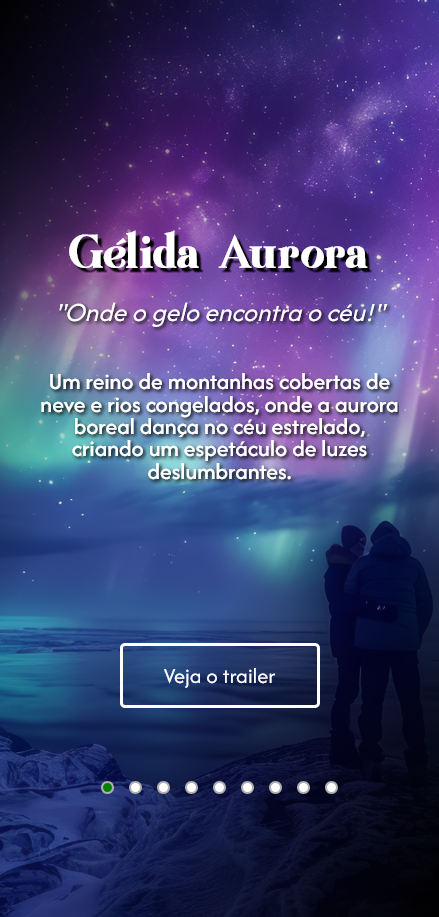 Gélida Aurora
"Onde o gelo encontra o céu!"
Um reino de montanhas cobertas de
neve e rios congelados, onde a aurora
boreal dança no céu estrelado,
criando um espetáculo de luzes
deslumbrantes.
Veja o trailer